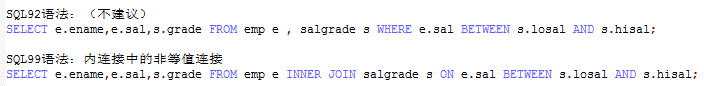 SQL92语法：（不建议）
SELECT e.ename,e.sal,s.grade FROM emp e , salgrade s WHERE e.sal BETWEEN s.losal AND s.hisal;
SQL99语法：内连接中的非等值连接
SELECT e.ename,e.sal,s.grade FROM emp e INNER JOIN salgrade s ON e.sal BETWEEN s.losal AND s.hisal;